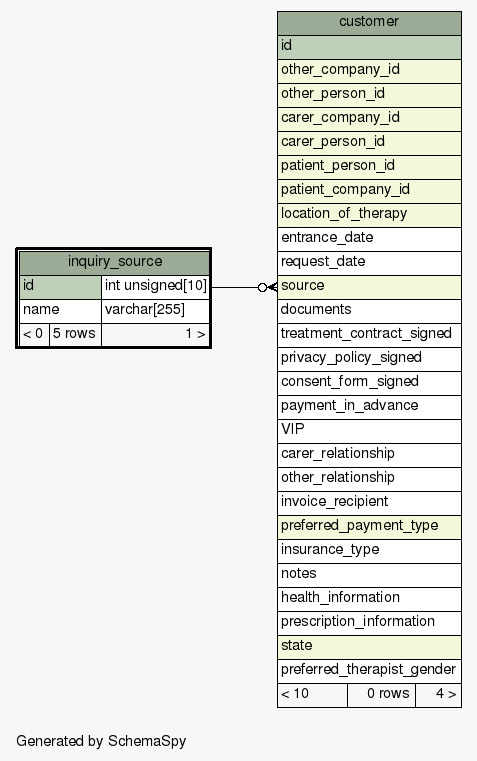 customer
id
other_company_id
other_person_id
carer_company_id
carer_person_id
patient_person_id
patient_company_id
location_of_therapy
entrance_date
request_date
source
documents
treatment_contract_signed
privacy_policy_signed
consent_form_signed
payment_in_advance
VIP
carer_relationship
other_relationship
invoice_recipient
preferred_payment_type
insurance_type
notes
health_information
prescription_information
state
preferred_therapist_gender
< 10 0 rows 4 >
inquiry_source
id int unsigned[10]
name varchar[255]
< 0 5 rows 1 >
Generated by SchemaSpy